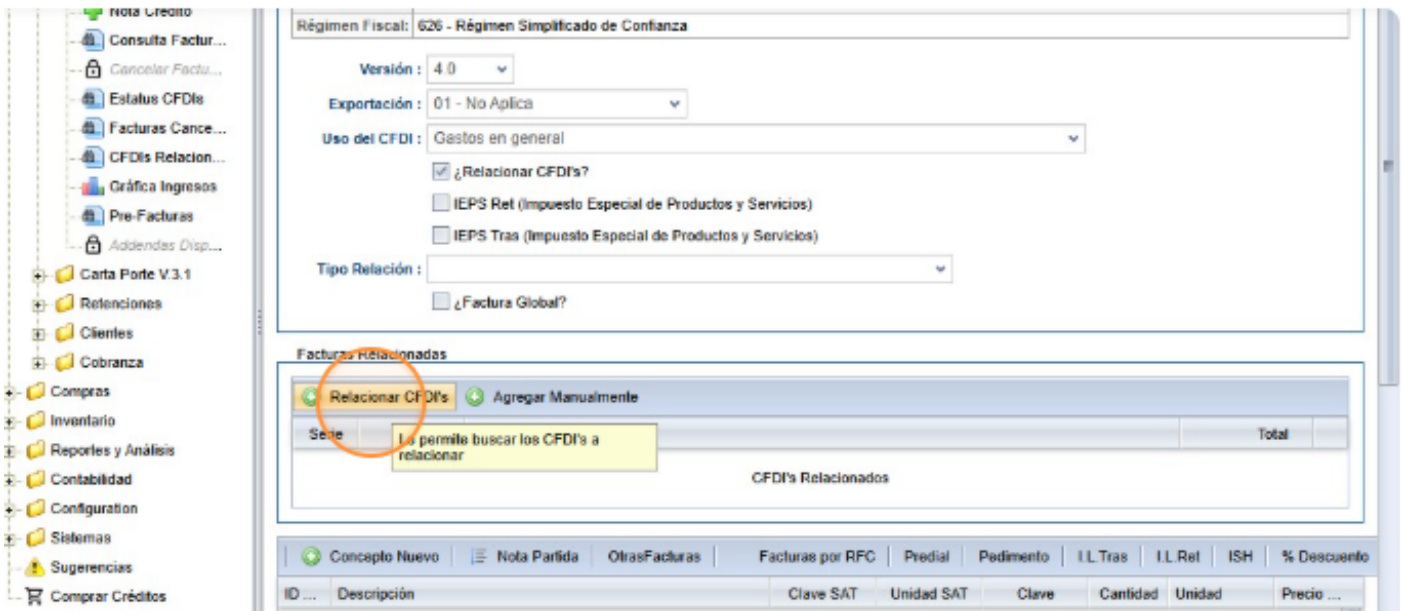 Nota Crédito
Consulta Factur...
Cancelar Factu...
Estatus CFDIs
Facturas Cance...
CFDIs Relacion...
Gráfica Ingresos
Pre-Facturas
Addendas Disp...
Carta Porte V.3.1
Retenciones
Clientes
Cobranza
Compras
Inventario
Reportes y Análisis
Contabilidad
Configuration
Sistemas
Sugerencias
Comprar Créditos
Régimen Fiscal: 626 - Régimen Simplificado de Confianza
Versión : 4.0
Exportación : 01 - No Aplica
Uso del CFDI : Gastos en general
¿Relacionar CFDI's?
IEPS Ret (Impuesto Especial de Productos y Servicios)
IEPS Tras (Impuesto Especial de Productos y Servicios)
Tipo Relación :
¿Factura Global?
Facturas Relacionadas
Relacionar CFDI's Agregar Manualmente
Serie Total
Le permite buscar los CFDI's a
relacionar
CFDI's Relacionados
Concepto Nuevo Nota Partida OtrasFacturas Facturas por RFC Predial Pedimento I.L.Tras I.L.Ret ISH % Descuento
ID ... Descripción Clave SAT Unidad SAT Clave Cantidad Unidad Precio ...